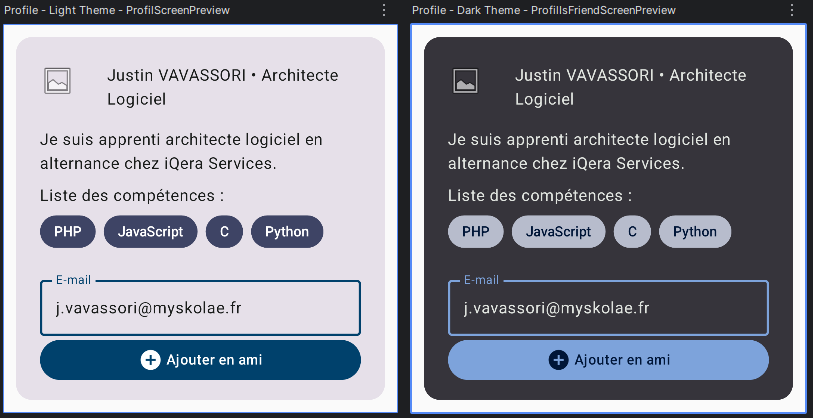 Profile - Light Theme - ProfilScreenPreview
Justin VAVASSORI • Architecte
Logiciel
Je suis apprenti architecte logiciel en
alternance chez iQera Services.
Liste des compétences :
PHP JavaScript C Python
E-mail
j.vavassori@myskolae.fr
Ajouter en ami
Profile - Dark Theme - ProfilIsFriendScreenPreview
Justin VAVASSORI • Architecte
Logiciel
Je suis apprenti architecte logiciel en
alternance chez iQera Services.
Liste des compétences :
PHP JavaScript C Python
E-mail
j.vavassori@myskolae.fr
Ajouter en ami